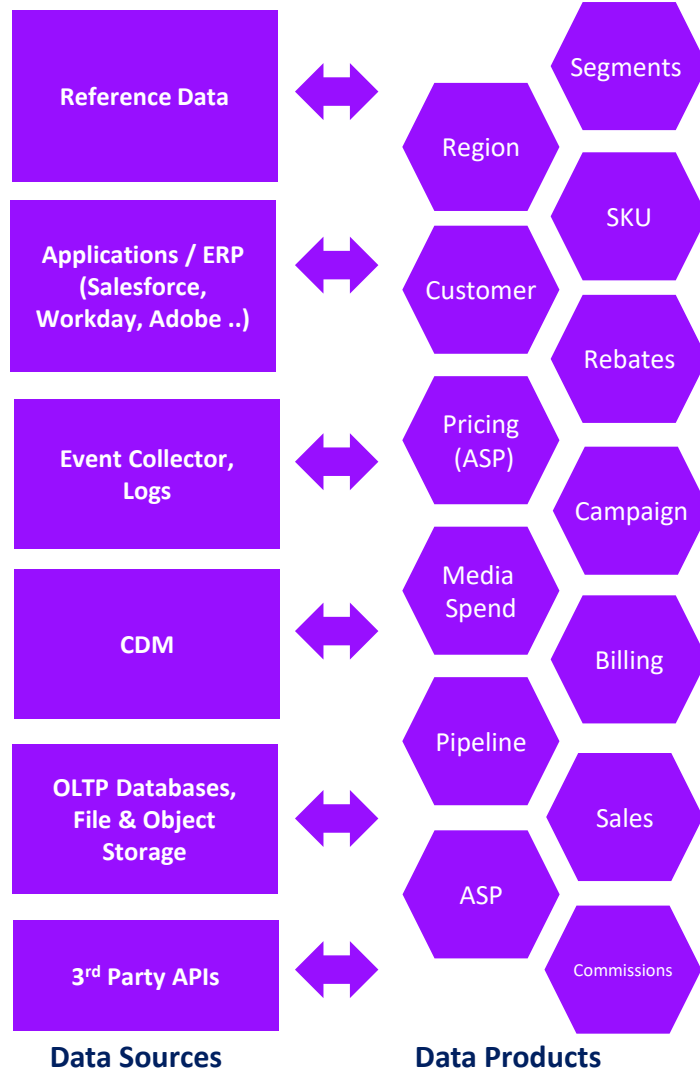 Reference Data
Applications / ERP
(Salesforce,
Workday, Adobe ..)
Event Collector,
Logs
CDM
OLTP Databases,
File & Object
Storage
3rd Party APIs
Data Sources
Segments
Region
SKU
Customer
Rebates
Pricing
(ASP)
Campaign
Media
Spend
Billing
Pipeline
Sales
ASP
Commissions
Data Products